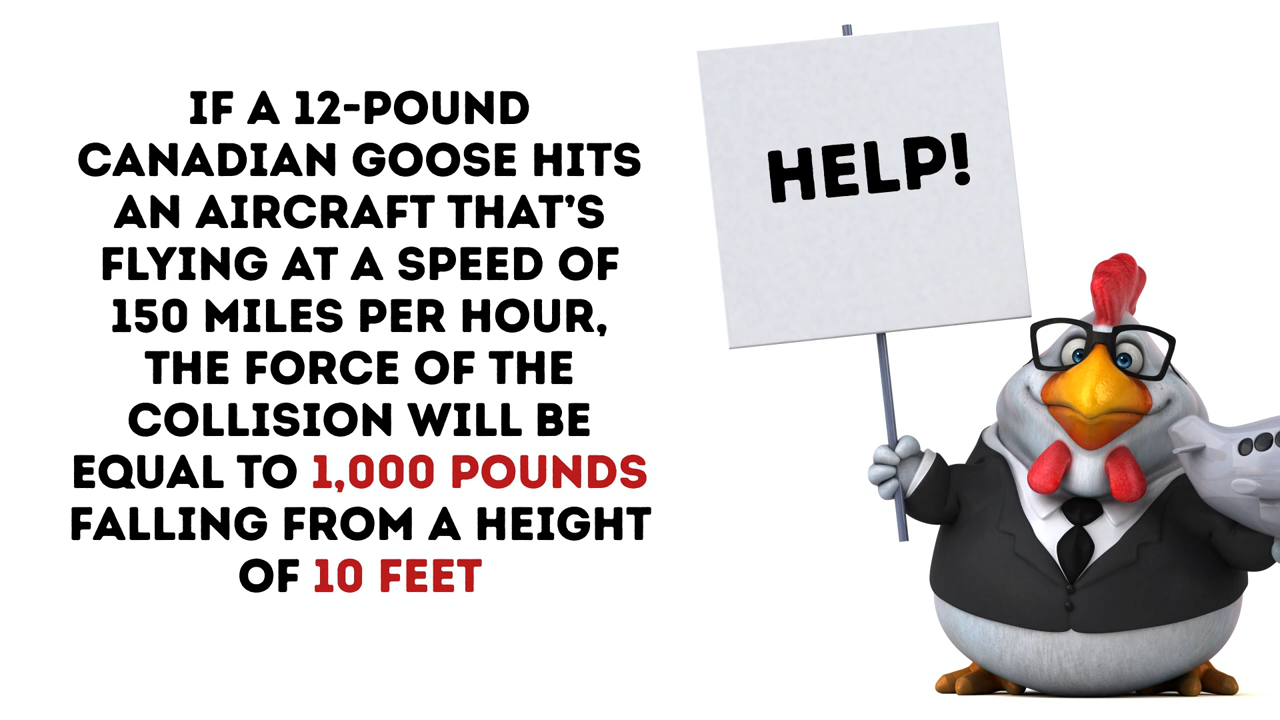 IF A 12-POUND
CANADIAN GOOSE HITS
AN AIRCRAFT THAT'S
FLYING AT A SPEED OF
150 MILES PER HOUR,
THE FORCE OF THE
COLLISION WILL BE
EQUAL TO 1,000 POUNDS
FALLING FROM A HEIGHT
OF 10 FEET
HELP!